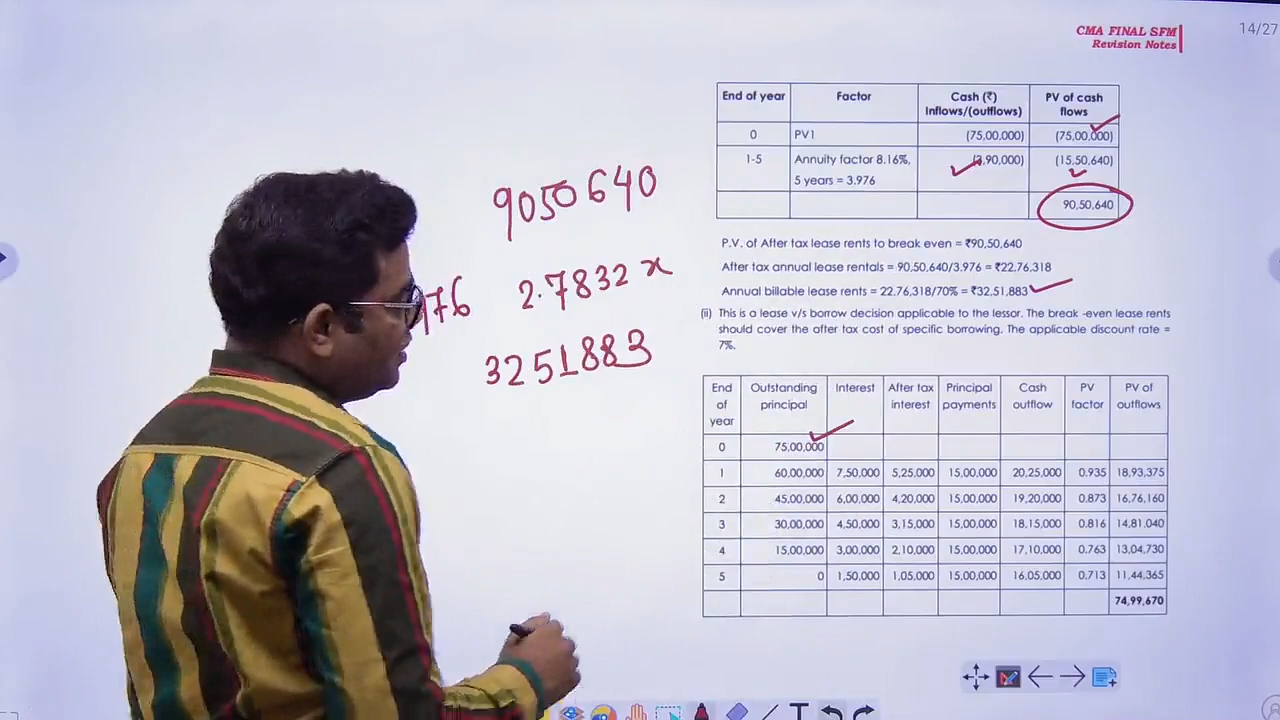 CMA FINAL SFM
Revision Notes
14/27
End of year Factor Cash (₹) Inflows/(outflows) PV of cash flows
0 PV1 (75,00,000) (75,00,000)
1-5 Annuity factor 8.16%, 5 years = 3.976 (3,90,000) (15,50,640)
90,50,640
P.V. of After tax lease rents to break even = ₹90,50,640
After tax annual lease rentals = 90,50,640/3.976 = ₹22,76,318
Annual billable lease rents = 22,76,318/70% = ₹32,51,883
(ii) This is a lease v/s borrow decision applicable to the lessor. The break -even lease rents
should cover the after tax cost of specific borrowing. The applicable discount rate =
7%.
End of year Outstanding principal Interest After tax interest Principal payments Cash outflow PV factor PV of outflows
0 75,00,000
1 60,00,000 7,50,000 5,25,000 15,00,000 20,25,000 0.935 18,93,375
2 45,00,000 6,00,000 4,20,000 15,00,000 19,20,000 0.873 16,76,160
3 30,00,000 4,50,000 3,15,000 15,00,000 18,15,000 0.816 14,81,040
4 15,00,000 3,00,000 2,10,000 15,00,000 17,10,000 0.763 13,04,730
5 0 1,50,000 1,05,000 15,00,000 16,05,000 0.713 11,44,365
74,99,670
9050640
976 2.7832 x
3251883